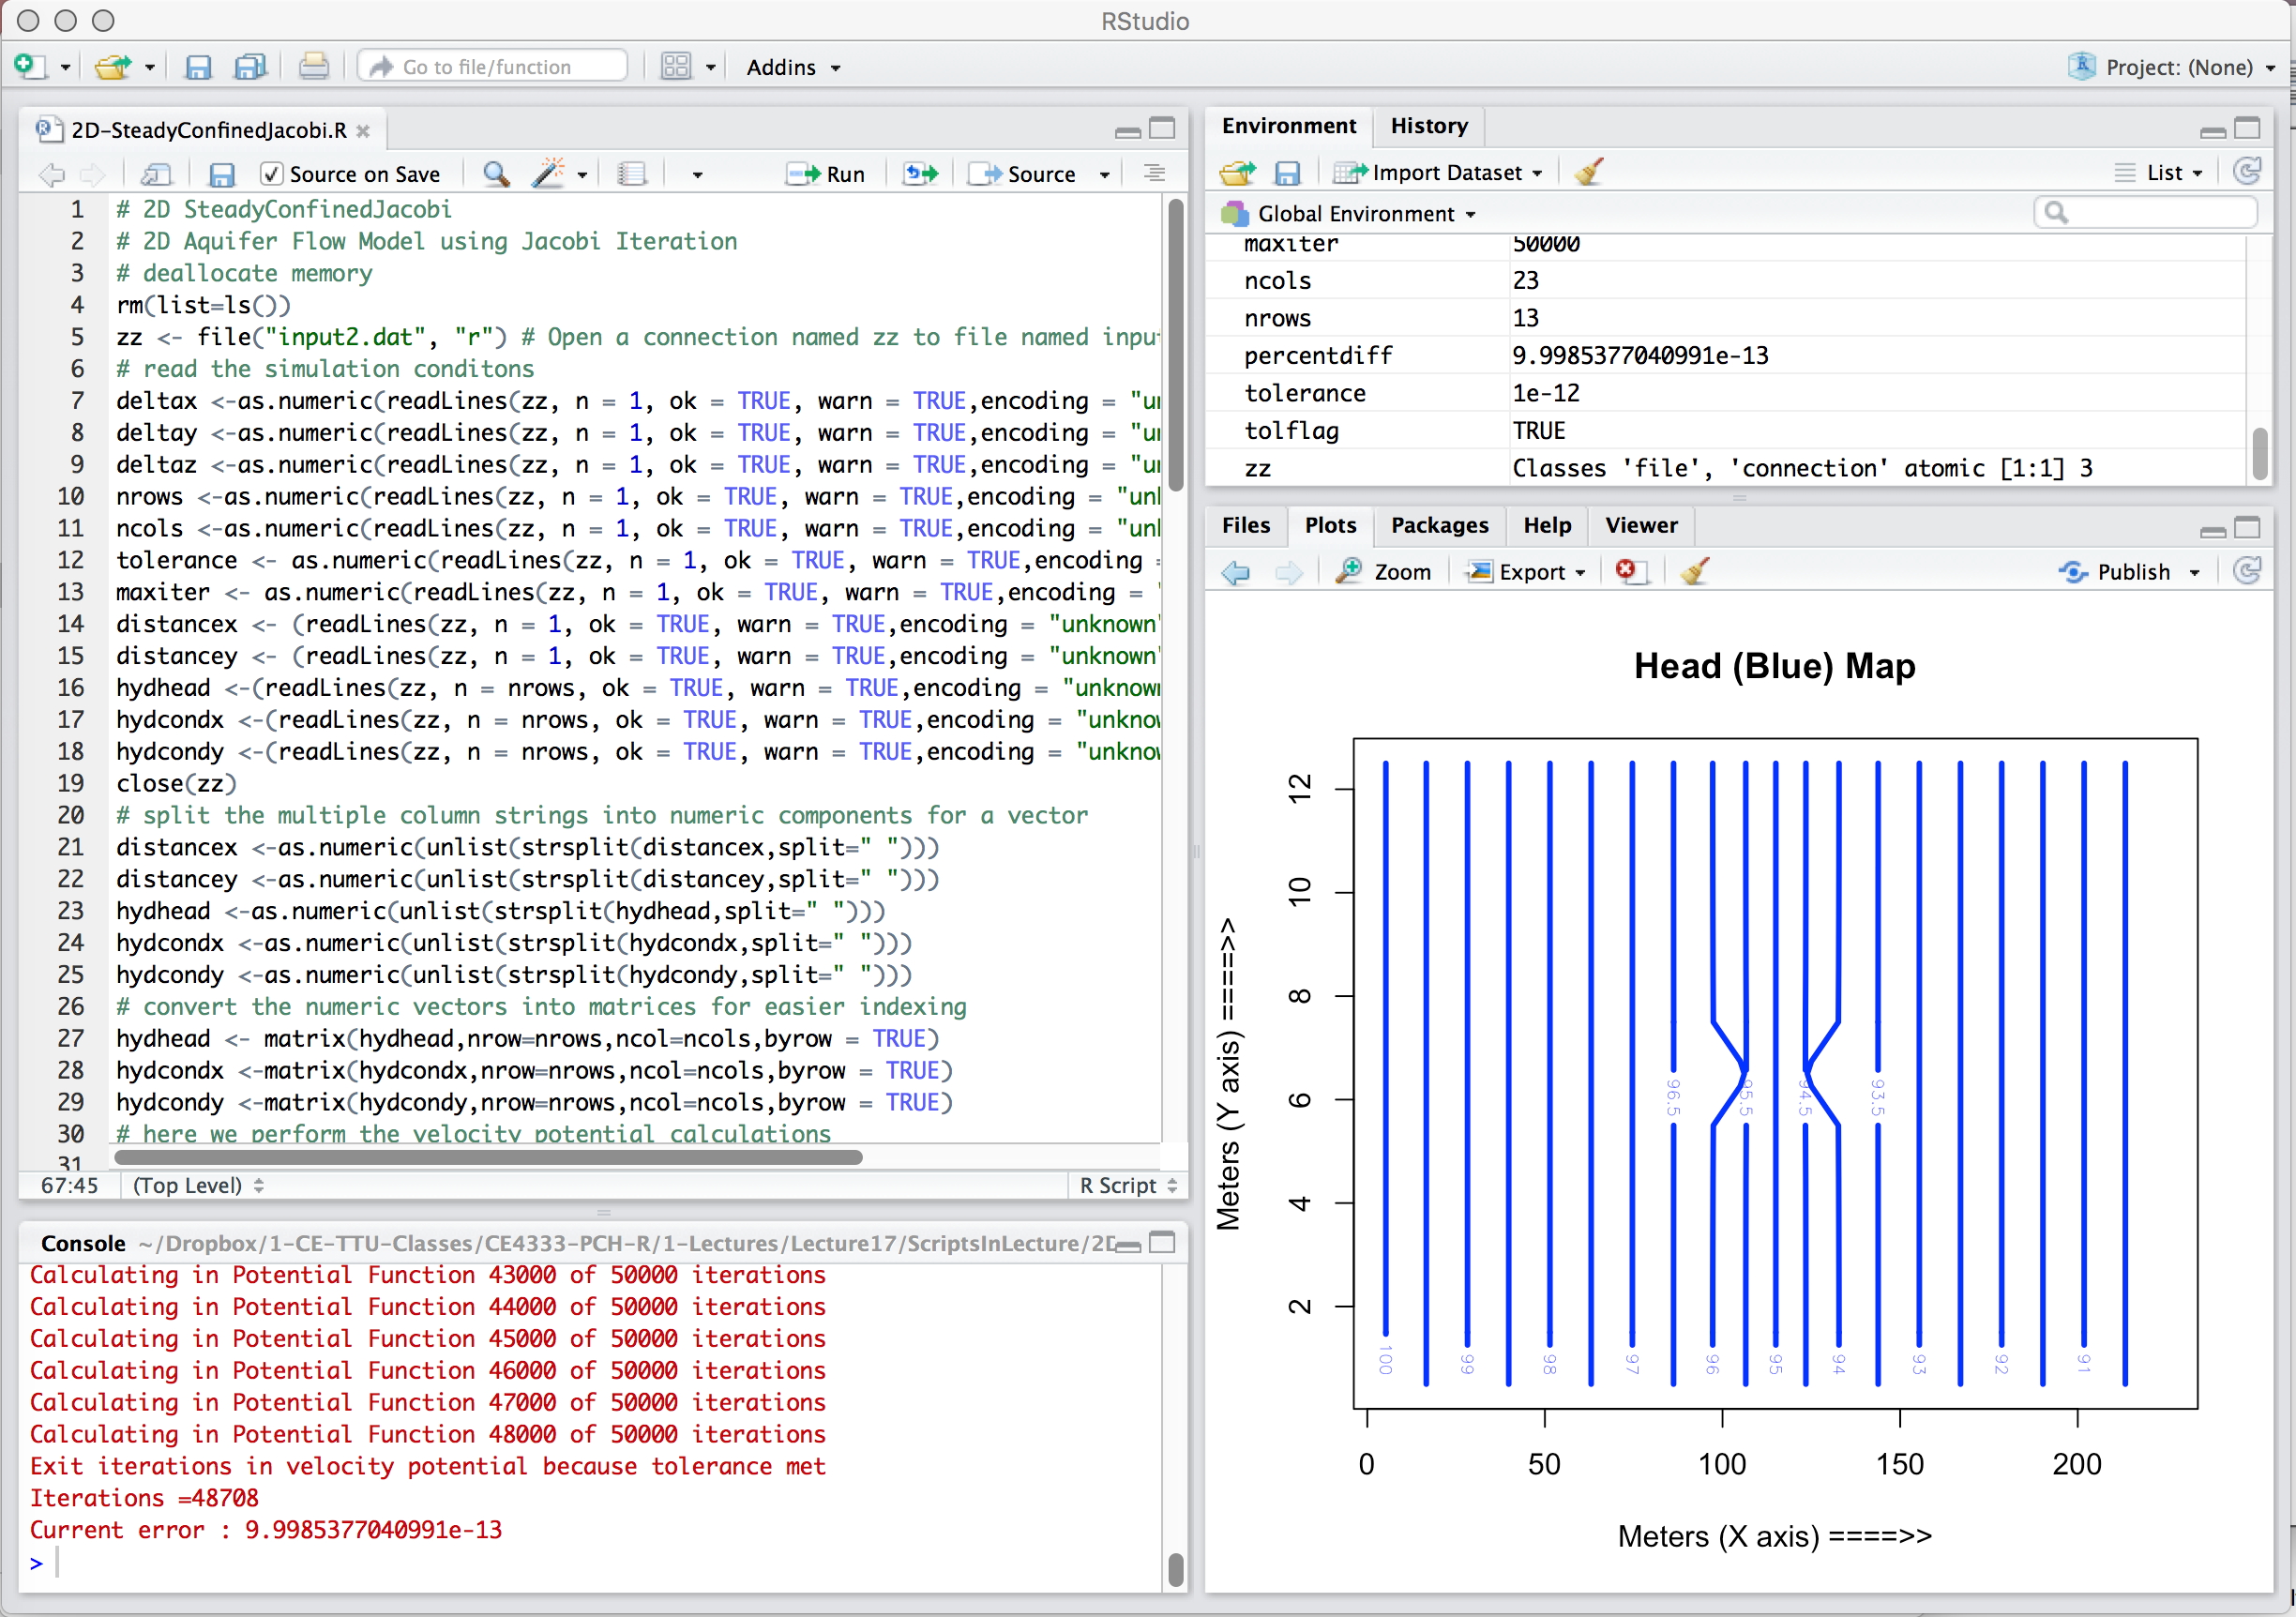 RStudio
Go to file/function
Addins
Project: (None)
2D-SteadyConfinedJacobi.R
Source on Save
Run
Source
1 # 2D SteadyConfinedJacobi
2 # 2D Aquifer Flow Model using Jacobi Iteration
3 # deallocate memory
4 rm(list=ls())
5 zz <- file("input2.dat", "r") # Open a connection named zz to file named input
6 # read the simulation conditons
7 deltax <-as.numeric(readLines(zz, n = 1, ok = TRUE, warn = TRUE,encoding = "u
8 deltay <-as.numeric(readLines(zz, n = 1, ok = TRUE, warn = TRUE,encoding = "u
9 deltaz <-as.numeric(readLines(zz, n = 1, ok = TRUE, warn = TRUE,encoding = "u
10 nrows <-as.numeric(readLines(zz, n = 1, ok = TRUE, warn = TRUE,encoding = "unk
11 ncols <-as.numeric(readLines(zz, n = 1, ok = TRUE, warn = TRUE,encoding = "unk
12 tolerance <- as.numeric(readLines(zz, n = 1, ok = TRUE, warn = TRUE,encoding =
13 maxiter <- as.numeric(readLines(zz, n = 1, ok = TRUE, warn = TRUE,encoding = "
14 distancex <- (readLines(zz, n = 1, ok = TRUE, warn = TRUE,encoding = "unknown"
15 distancey <- (readLines(zz, n = 1, ok = TRUE, warn = TRUE,encoding = "unknown"
16 hydhead <-(readLines(zz, n = nrows, ok = TRUE, warn = TRUE,encoding = "unknown
17 hydcondx <-(readLines(zz, n = nrows, ok = TRUE, warn = TRUE,encoding = "unknow
18 hydcondy <-(readLines(zz, n = nrows, ok = TRUE, warn = TRUE,encoding = "unknow
19 close(zz)
20 # split the multiple column strings into numeric components for a vector
21 distancex <-as.numeric(unlist(strsplit(distancex,split=" ")))
22 distancey <-as.numeric(unlist(strsplit(distancey,split=" ")))
23 hydhead <-as.numeric(unlist(strsplit(hydhead,split=" ")))
24 hydcondx <-as.numeric(unlist(strsplit(hydcondx,split=" ")))
25 hydcondy <-as.numeric(unlist(strsplit(hydcondy,split=" ")))
26 # convert the numeric vectors into matrices for easier indexing
27 hydhead <- matrix(hydhead,nrow=nrows,ncol=ncols,byrow = TRUE)
28 hydcondx <-matrix(hydcondx,nrow=nrows,ncol=ncols,byrow = TRUE)
29 hydcondy <-matrix(hydcondy,nrow=nrows,ncol=ncols,byrow = TRUE)
30 # here we perform the velocity potential calculations
31
67:45 (Top Level) R Script
Console ~/Dropbox/1-CE-TTU-Classes/CE4333-PCH-R/1-Lectures/Lecture17/ScriptsInLecture/2D
Calculating in Potential Function 43000 of 50000 iterations
Calculating in Potential Function 44000 of 50000 iterations
Calculating in Potential Function 45000 of 50000 iterations
Calculating in Potential Function 46000 of 50000 iterations
Calculating in Potential Function 47000 of 50000 iterations
Calculating in Potential Function 48000 of 50000 iterations
Exit iterations in velocity potential because tolerance met
Iterations =48708
Current error : 9.9985377040991e-13
>
Environment History
Import Dataset List
Global Environment
maxiter 50000
ncols 23
nrows 13
percentdiff 9.9985377040991e-13
tolerance 1e-12
tolflag TRUE
zz Classes 'file', 'connection' atomic [1:1] 3
Files Plots Packages Help Viewer
Zoom Export Publish
Head (Blue) Map
Meters (Y axis) ====>>
12
10
8
6
4
2
96.5 95.5 94.5 93.5
100 99 98 97 96 95 94 93 92 91
0 50 100 150 200
Meters (X axis) ====>>